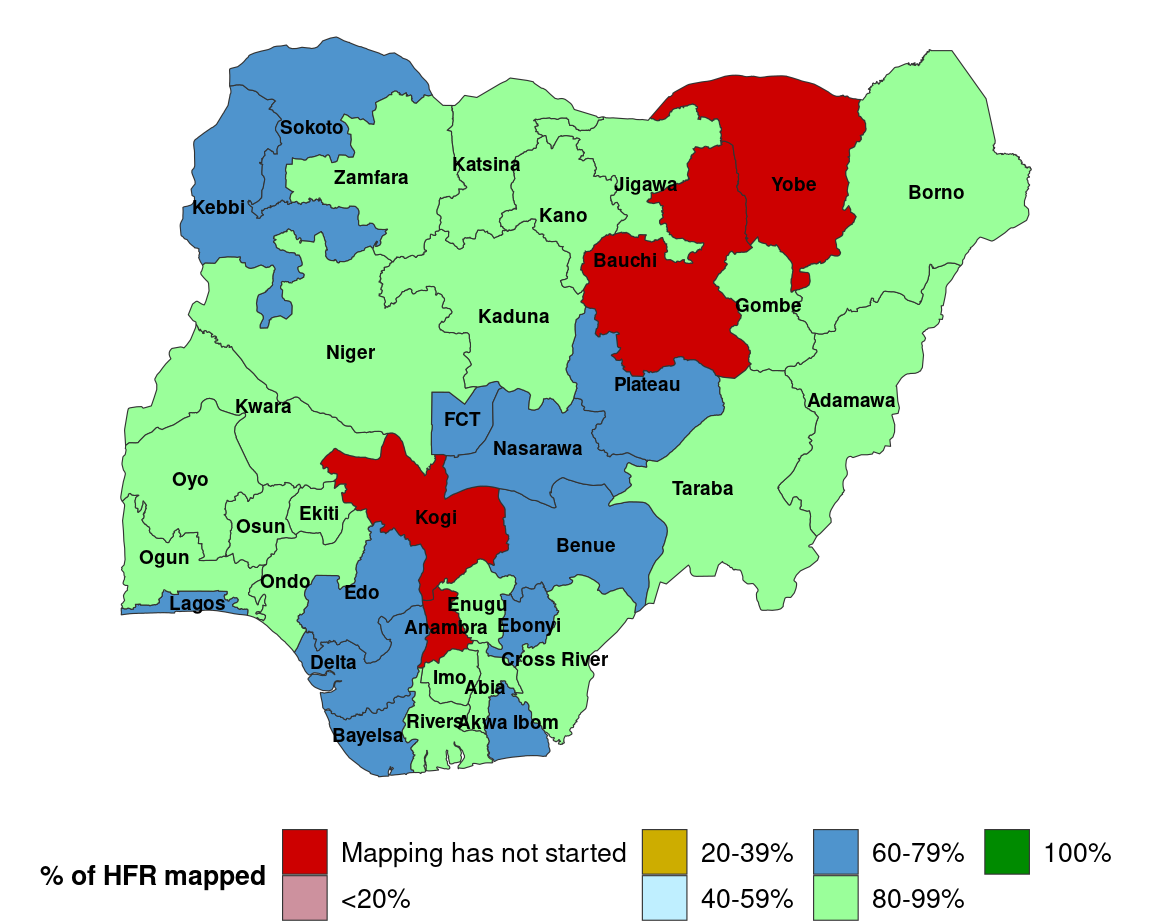 Sokoto
Katsina
Zamfara
Jigawa
Yobe
Borno
Kebbi
Kano
Bauchi
Gombe
Kaduna
Niger
Plateau
Adamawa
Kwara
FCT
Nasarawa
Oyo
Taraba
Ekiti
Kogi
Osun
Benue
Ogun
Ondo
Edo
Lagos
Enugu
Anambra
Ebonyi
Delta
Cross River
Imo
Abia
Rivers
Akwa Ibom
Bayelsa
% of HFR mapped
Mapping has not started
<20%
20-39%
40-59%
60-79%
80-99%
100%